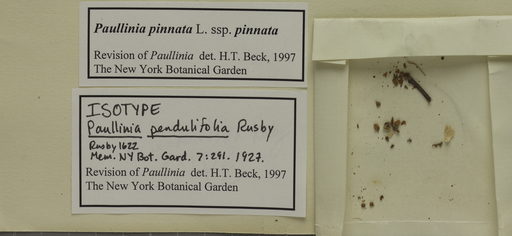 Paullinia pinnata L. ssp. pinnata
Revision of Paullinia det. H.T. Beck, 1997
The New York Botanical Garden
ISOTYPE
Paullinia pendulifolia Rusby
Rusby 1622
Mem. NY Bot. Gard. 7:291. 1927.
Revision of Paullinia det. H.T. Beck, 1997
The New York Botanical Garden